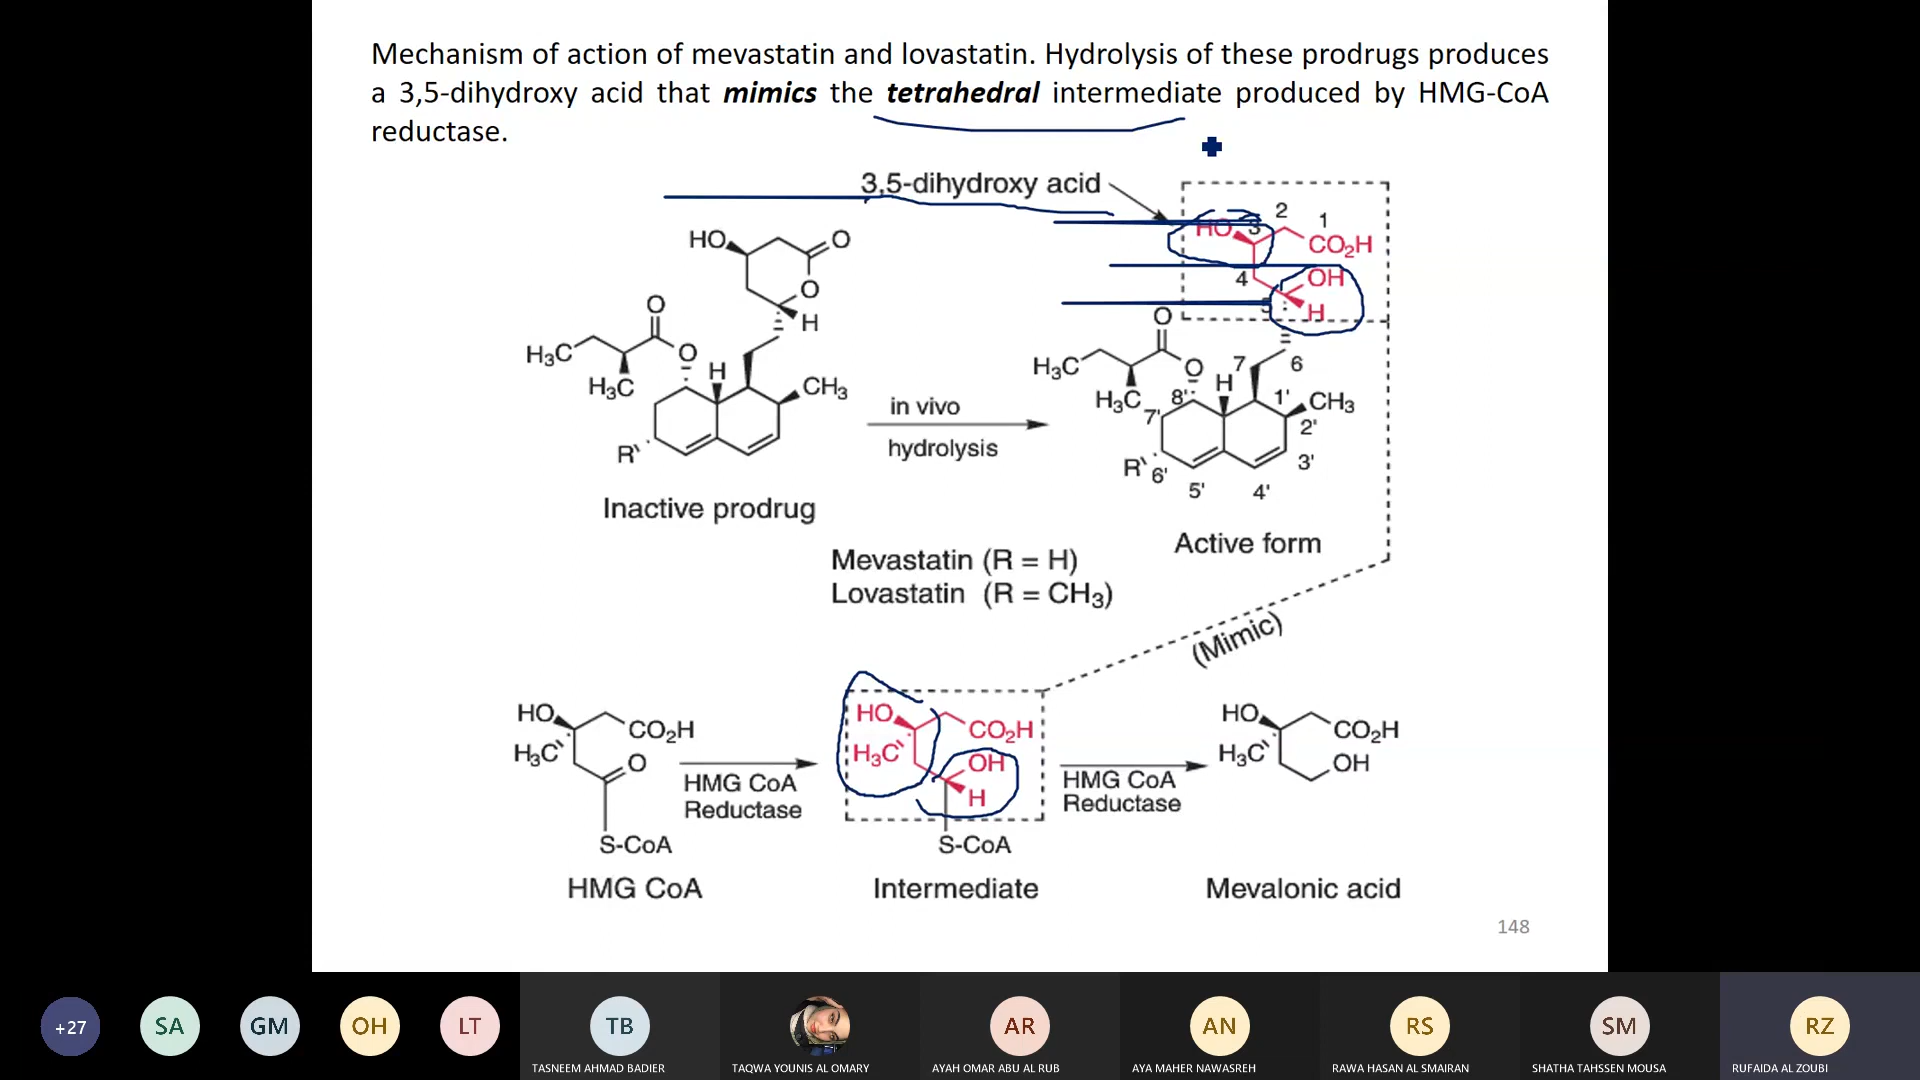 Mechanism of action of mevastatin and lovastatin. Hydrolysis of these prodrugs produces
a 3,5-dihydroxy acid that mimics the tetrahedral intermediate produced by HMG-CoA
reductase.
3,5-dihydroxy acid
HO
O
O
H
O
O
H₃C
H₃C
H
CH₃
R
Inactive prodrug
in vivo
hydrolysis
HO
3
2
1
CO₂H
4
OH
5
H
O
O
H₃C
H₃C
7
6
H
8'
1'
CH₃
7'
2'
R
6'
3'
5'
4'
Active form
Mevastatin (R = H)
Lovastatin (R = CH₃)
(Mimic)
HO
CO₂H
H₃C
O
S-CoA
HMG CoA
HMG CoA
Reductase
HO
CO₂H
H₃C
OH
H
S-CoA
Intermediate
HMG CoA
Reductase
HO
CO₂H
H₃C
OH
Mevalonic acid
148
+27
SA
GM
OH
LT
TB
AR
AN
RS
SM
RZ
TASNEEM AHMAD BADIER
TAQWA YOUNIS AL OMARY
AYAH OMAR ABU AL RUB
AYA MAHER NAWASREH
RAWA HASAN AL SMAIRAN
SHATHA TAHSSEN MOUSA
RUFAIDA AL ZOUBI